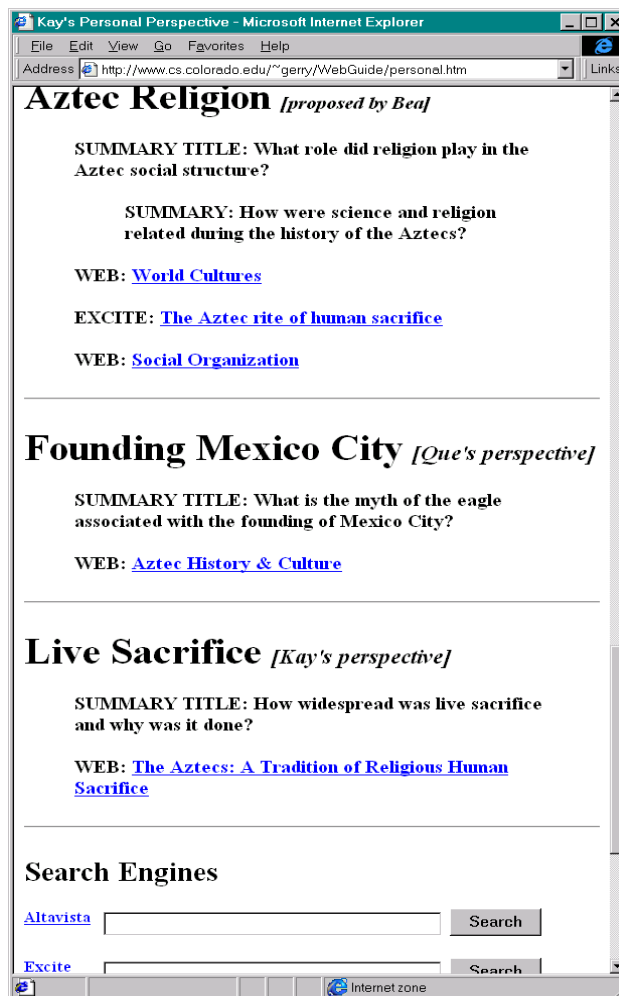 Kay's Personal Perspective - Microsoft Internet Explorer
File Edit View Go Favorites Help
Address http://www.cs.colorado.edu/~gerry/WebGuide/personal.htm Links
Aztec Religion [proposed by Bea]
SUMMARY TITLE: What role did religion play in the
Aztec social structure?
SUMMARY: How were science and religion
related during the history of the Aztecs?
WEB: World Cultures
EXCITE: The Aztec rite of human sacrifice
WEB: Social Organization
Founding Mexico City [Que's perspective]
SUMMARY TITLE: What is the myth of the eagle
associated with the founding of Mexico City?
WEB: Aztec History & Culture
Live Sacrifice [Kay's perspective]
SUMMARY TITLE: How widespread was live sacrifice
and why was it done?
WEB: The Aztecs: A Tradition of Religious Human
Sacrifice
Search Engines
Altavista Search
Excite Search
Internet zone